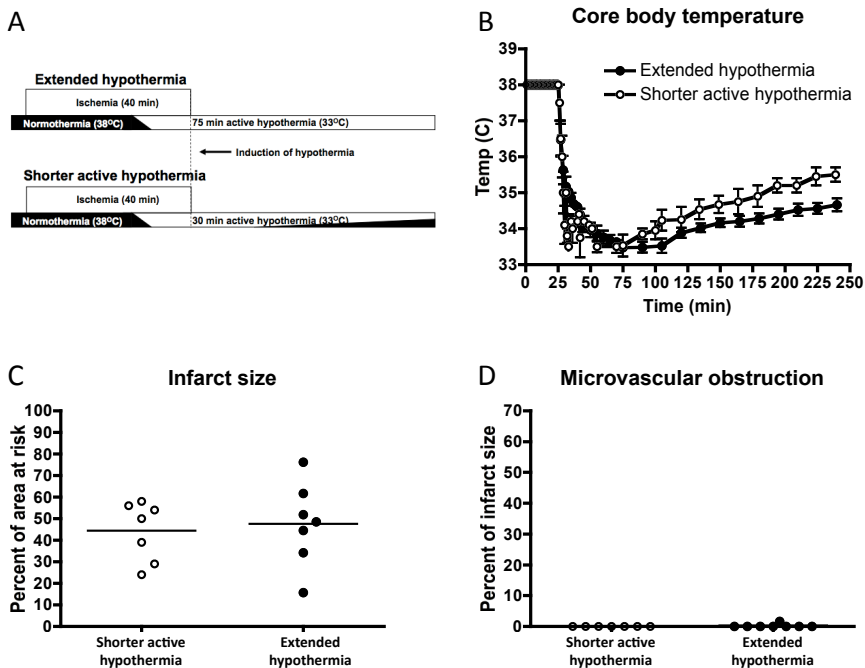 A
Extended hypothermia
Ischemia (40 min)
Normothermia (38ºC)
75 min active hypothermia (33ºC)
Induction of hypothermia
Shorter active hypothermia
Ischemia (40 min)
Normothermia (38ºC)
30 min active hypothermia (33ºC)
B
Core body temperature
Extended hypothermia
Shorter active hypothermia
Temp (C)
39
38
37
36
35
34
33
0 25 50 75 100 125 150 175 200 225 250
Time (min)
C
Infarct size
Percent of area at risk
100
90
80
70
60
50
40
30
20
10
0
Shorter active
hypothermia
Extended
hypothermia
D
Microvascular obstruction
Percent of infarct size
70
60
50
40
30
20
10
0
Shorter active
hypothermia
Extended
hypothermia